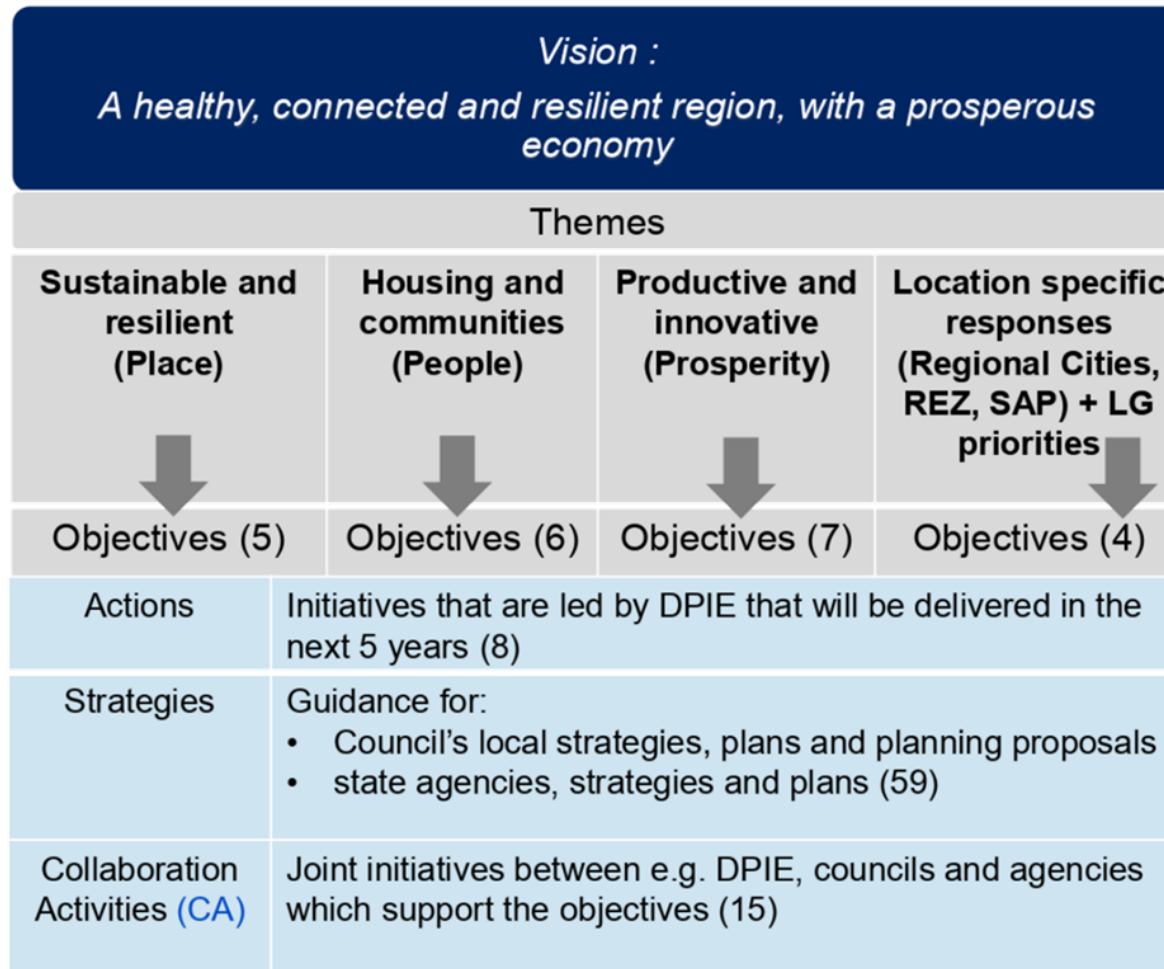 Vision :
A healthy, connected and resilient region, with a prosperous
economy
Themes
Sustainable and
resilient
(Place)
Housing and
communities
(People)
Productive and
innovative
(Prosperity)
Location specific
responses
(Regional Cities,
REZ, SAP) + LG
priorities
Objectives (5)
Objectives (6)
Objectives (7)
Objectives (4)
Actions
Initiatives that are led by DPIE that will be delivered in the
next 5 years (8)
Strategies
Guidance for:
• Council’s local strategies, plans and planning proposals
• state agencies, strategies and plans (59)
Collaboration
Activities (CA)
Joint initiatives between e.g. DPIE, councils and agencies
which support the objectives (15)